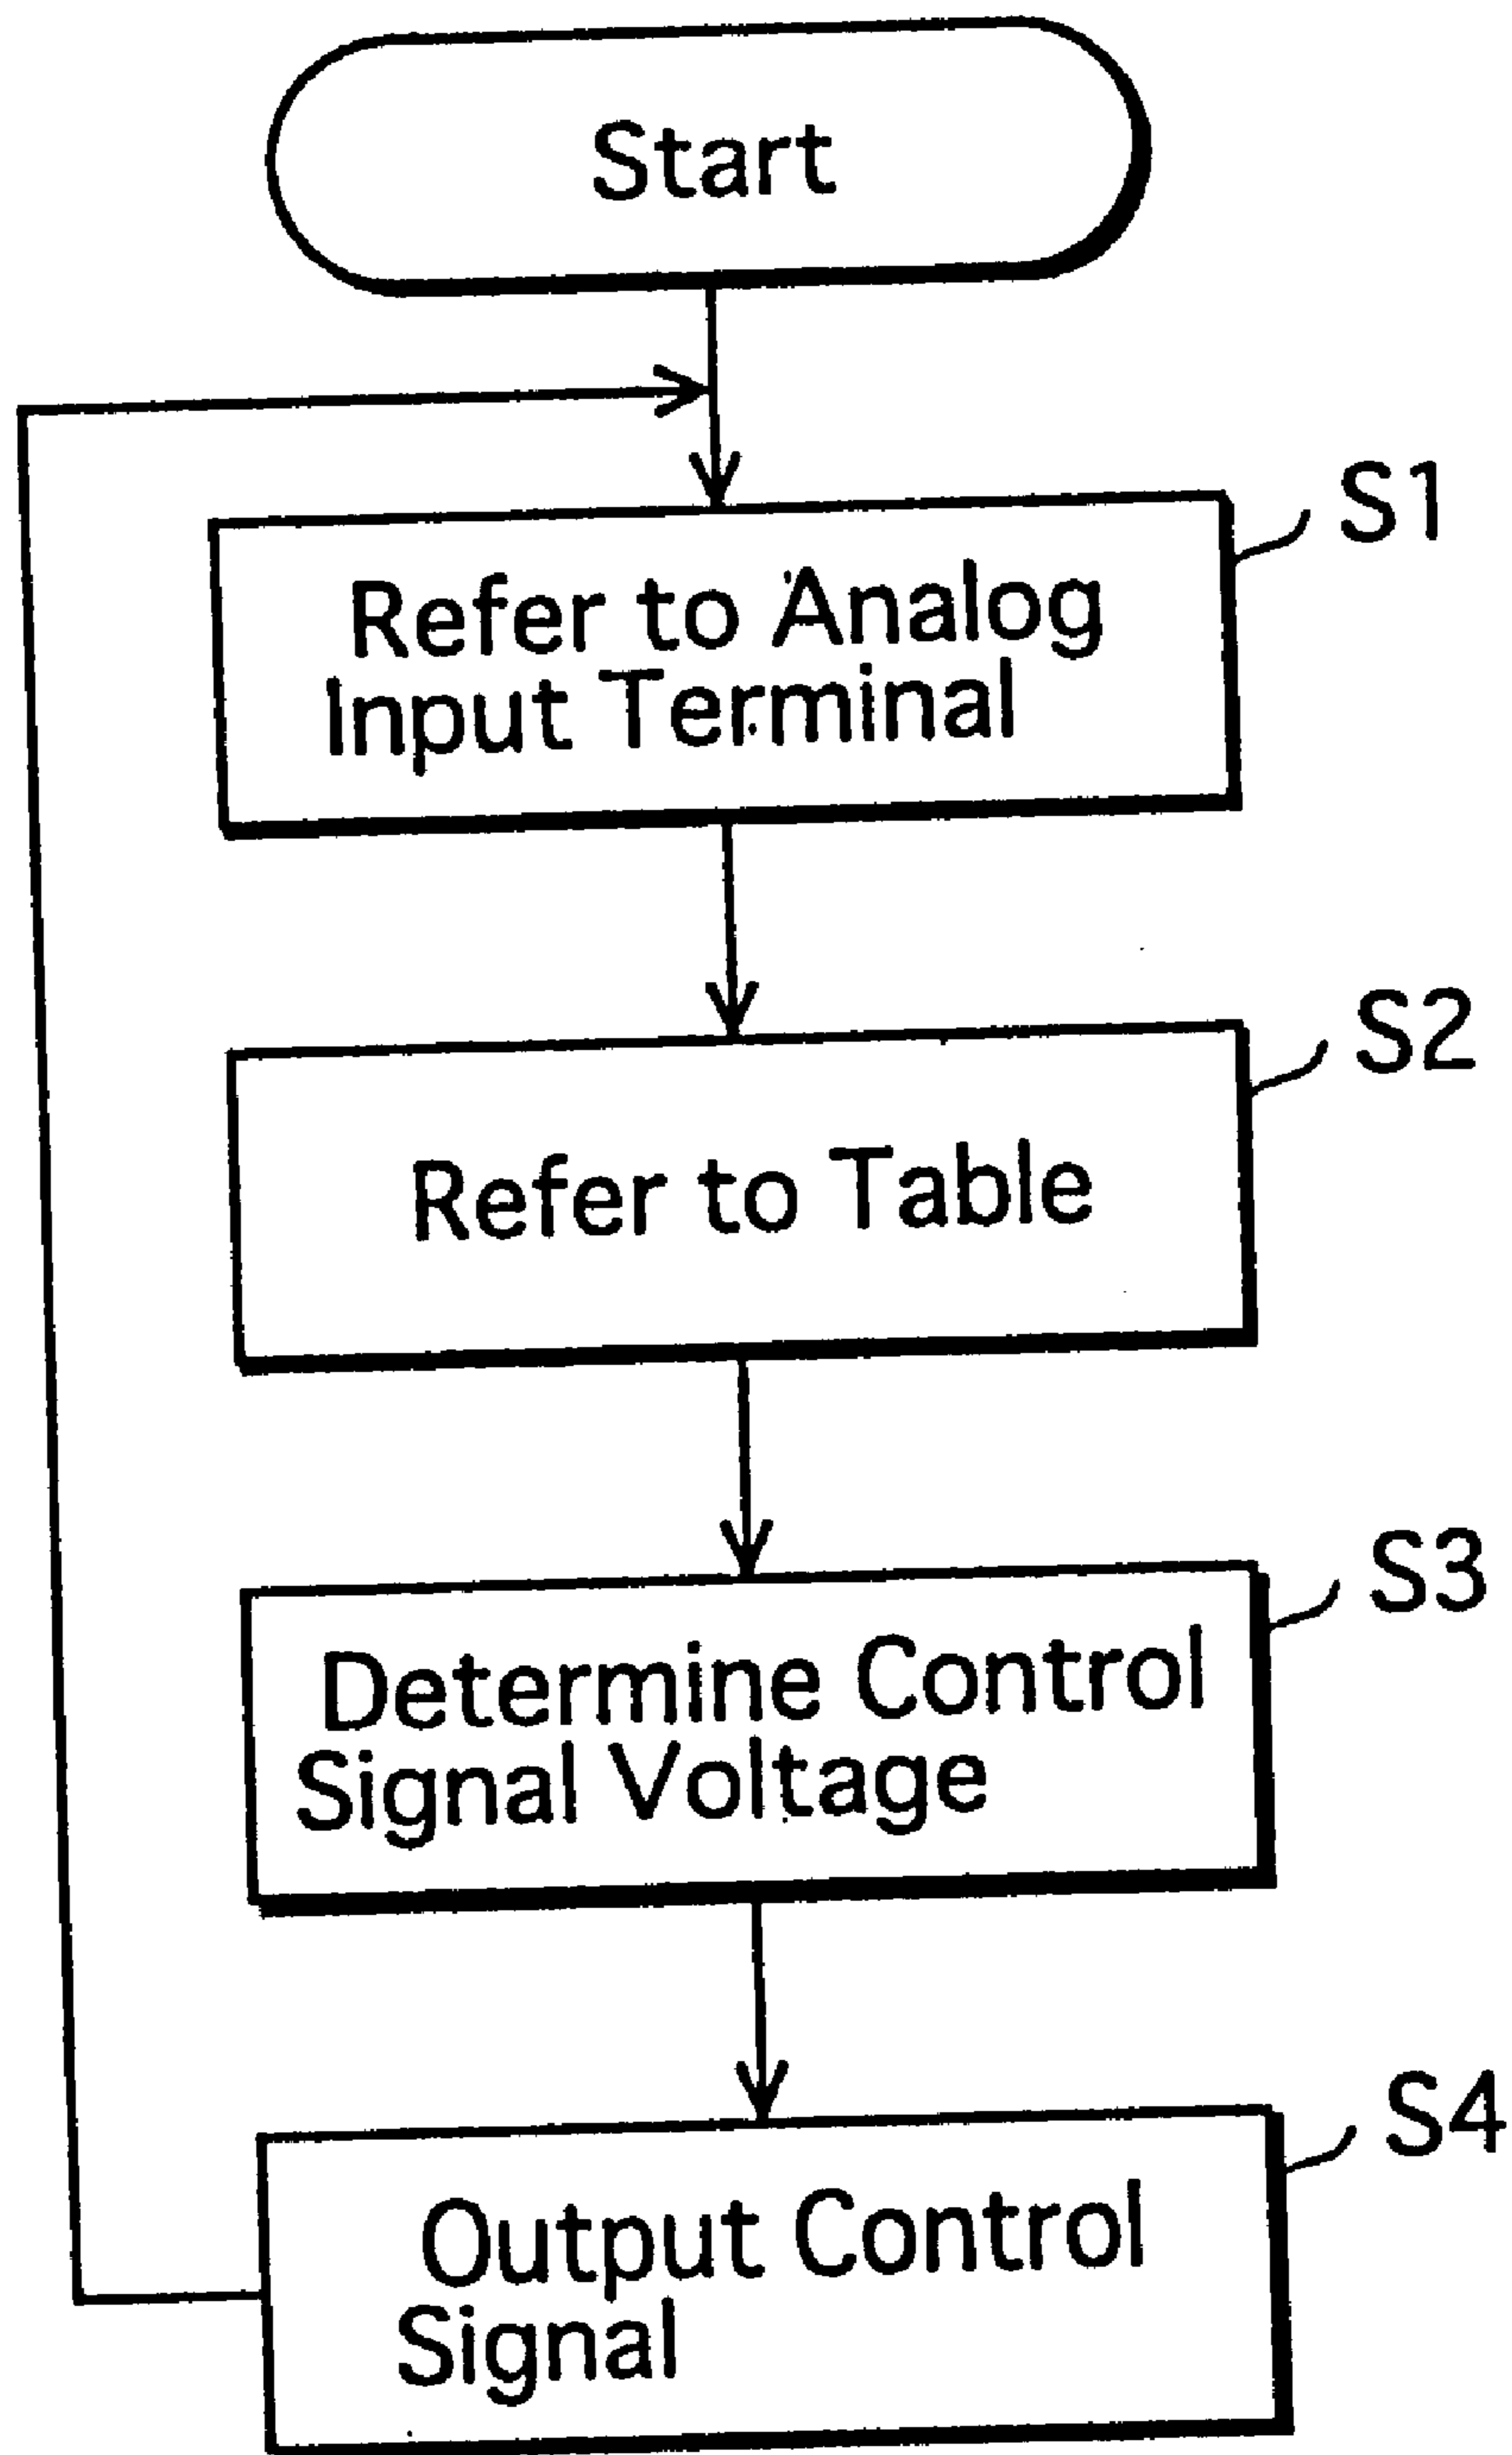 Start
S1
Refer to Analog
Input Terminal
S2
Refer to Table
S3
Determine Control
Signal Voltage
S4
Output Control
Signal